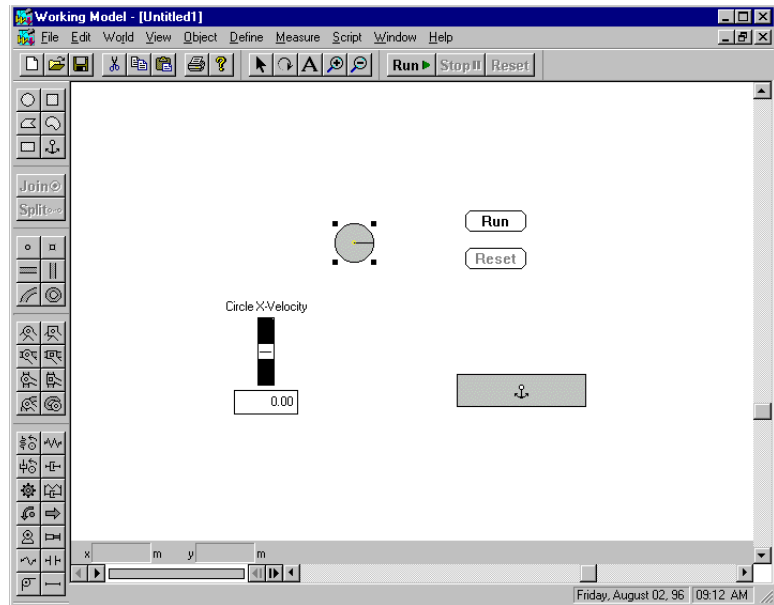 Working Model - [Untitled1]
File Edit World View Object Define Measure Script Window Help
Run Stop Reset
Join
Split
Run
Reset
Circle X-Velocity
0.00
x m y m
Friday, August 02, 96 09:12 AM